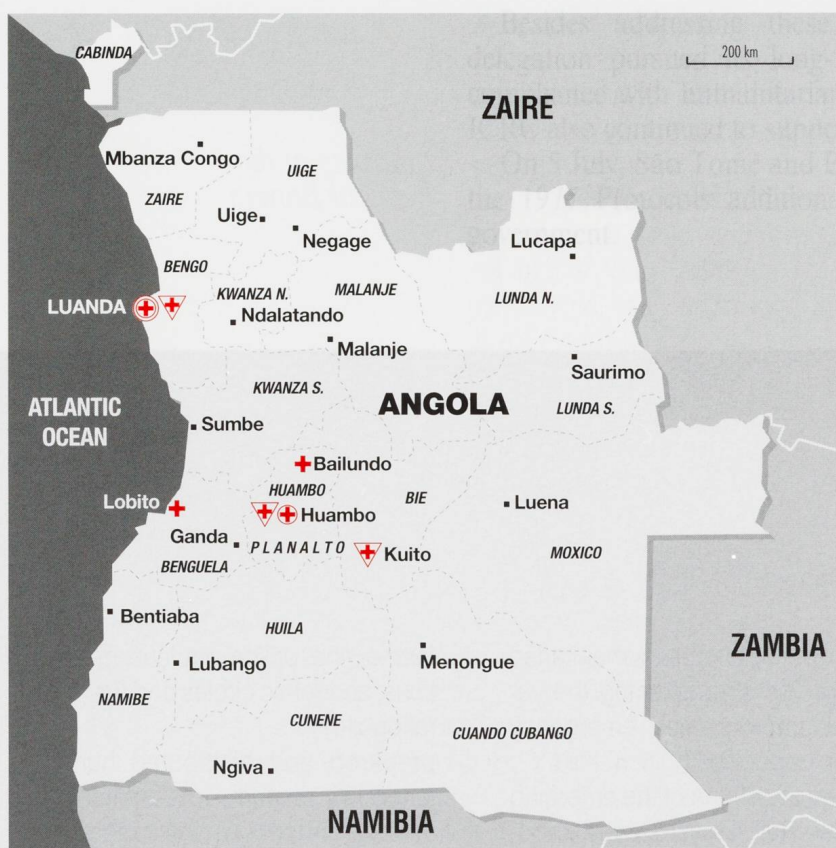 CABINDA
200 km
ZAIRE
Mbanza Congo
UIGE
ZAIRE
Uige
Negage
Lucapa
BENGO
KWANZA N.
MALANJE
LUNDA N.
LUANDA
Ndalatando
Malanje
Saurimo
KWANZA S.
ANGOLA
LUNDA S.
ATLANTIC
OCEAN
Sumbe
Bailundo
HUAMBO
BIE
Lobito
Huambo
Luena
Ganda
PLANALTO
Kuito
MOXICO
BENGUELA
Bentiaba
HUILA
ZAMBIA
Lubango
Menongue
NAMIBE
CUNENE
CUANDO CUBANGO
Ngiva
NAMIBIA